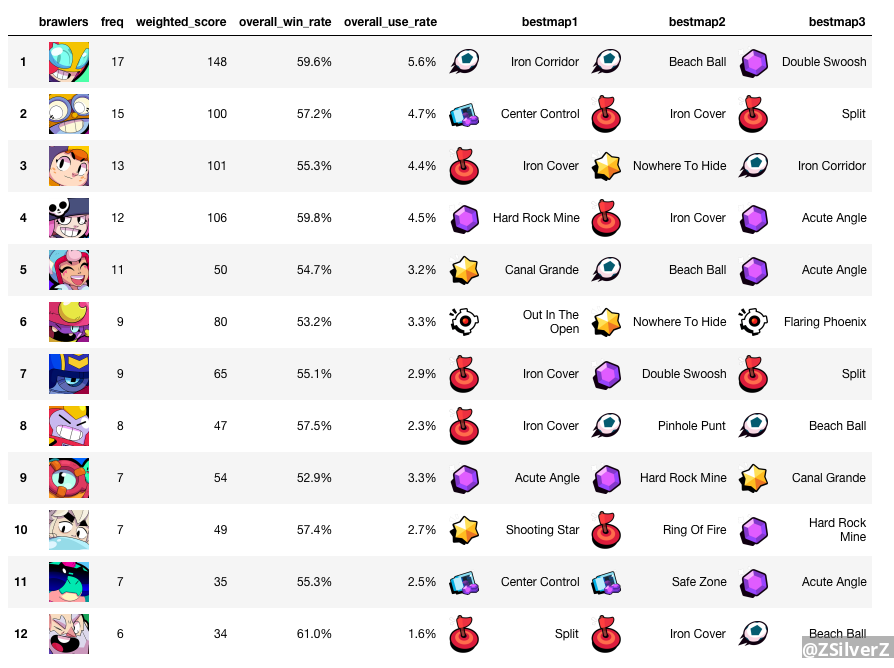 brawlers freq weighted_score overall_win_rate overall_use_rate bestmap1 bestmap2 bestmap3
1 17 148 59.6% 5.6% Iron Corridor Beach Ball Double Swoosh
2 15 100 57.2% 4.7% Center Control Iron Cover Split
3 13 101 55.3% 4.4% Iron Cover Nowhere To Hide Iron Corridor
4 12 106 59.8% 4.5% Hard Rock Mine Iron Cover Acute Angle
5 11 50 54.7% 3.2% Canal Grande Beach Ball Acute Angle
6 9 80 53.2% 3.3% Out In The Open Nowhere To Hide Flaring Phoenix
7 9 65 55.1% 2.9% Iron Cover Double Swoosh Split
8 8 47 57.5% 2.3% Iron Cover Pinhole Punt Beach Ball
9 7 54 52.9% 3.3% Acute Angle Hard Rock Mine Canal Grande
10 7 49 57.4% 2.7% Shooting Star Ring Of Fire Hard Rock Mine
11 7 35 55.3% 2.5% Center Control Safe Zone Acute Angle
12 6 34 61.0% 1.6% Split Iron Cover Beach Ball
@ZSilverZ